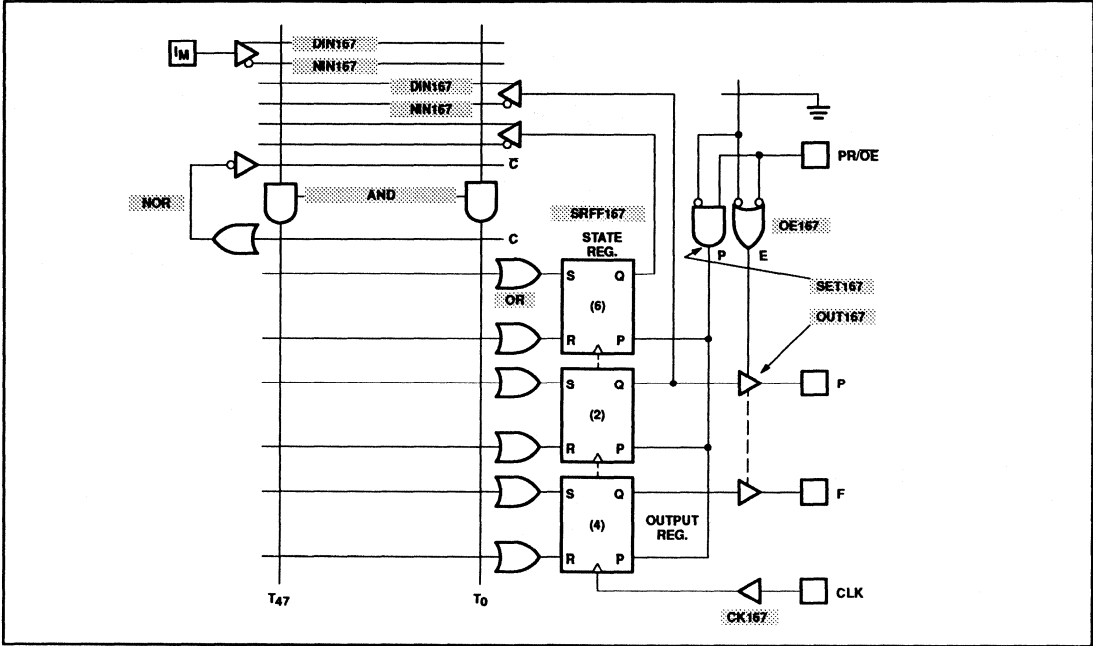 IM
DIN167
NIN167
DIN167
NIN167
C̅
PR/O̅E̅
NOR
AND
SRFF167
STATE
REG.
OE167
C
P
E
SET167
OR
S
Q
(6)
R
P
OUT167
S
Q
(2)
R
P
P
S
Q
(4)
R
P
OUTPUT
REG.
F
T47
T0
CK167
CLK